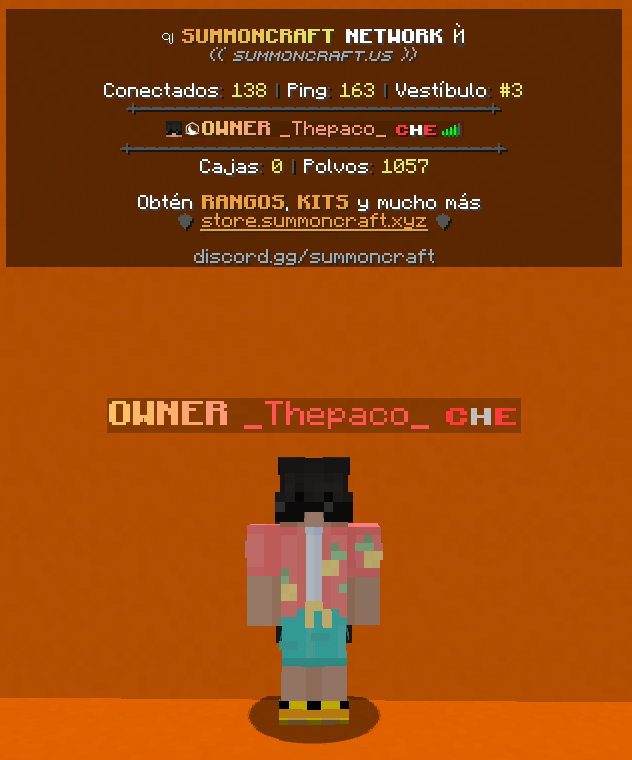 SUMMONCRAFT NETWORK
(( SUMMONCRAFT.US ))
Conectados: 138 | Ping: 163 | Vestíbulo: #3
OWNER _Thepaco_ CHE
Cajas: 0 | Polvos: 1057
Obtén RANGOS, KITS y mucho más
store.summoncraft.xyz
discord.gg/summoncraft
OWNER _Thepaco_ CHE